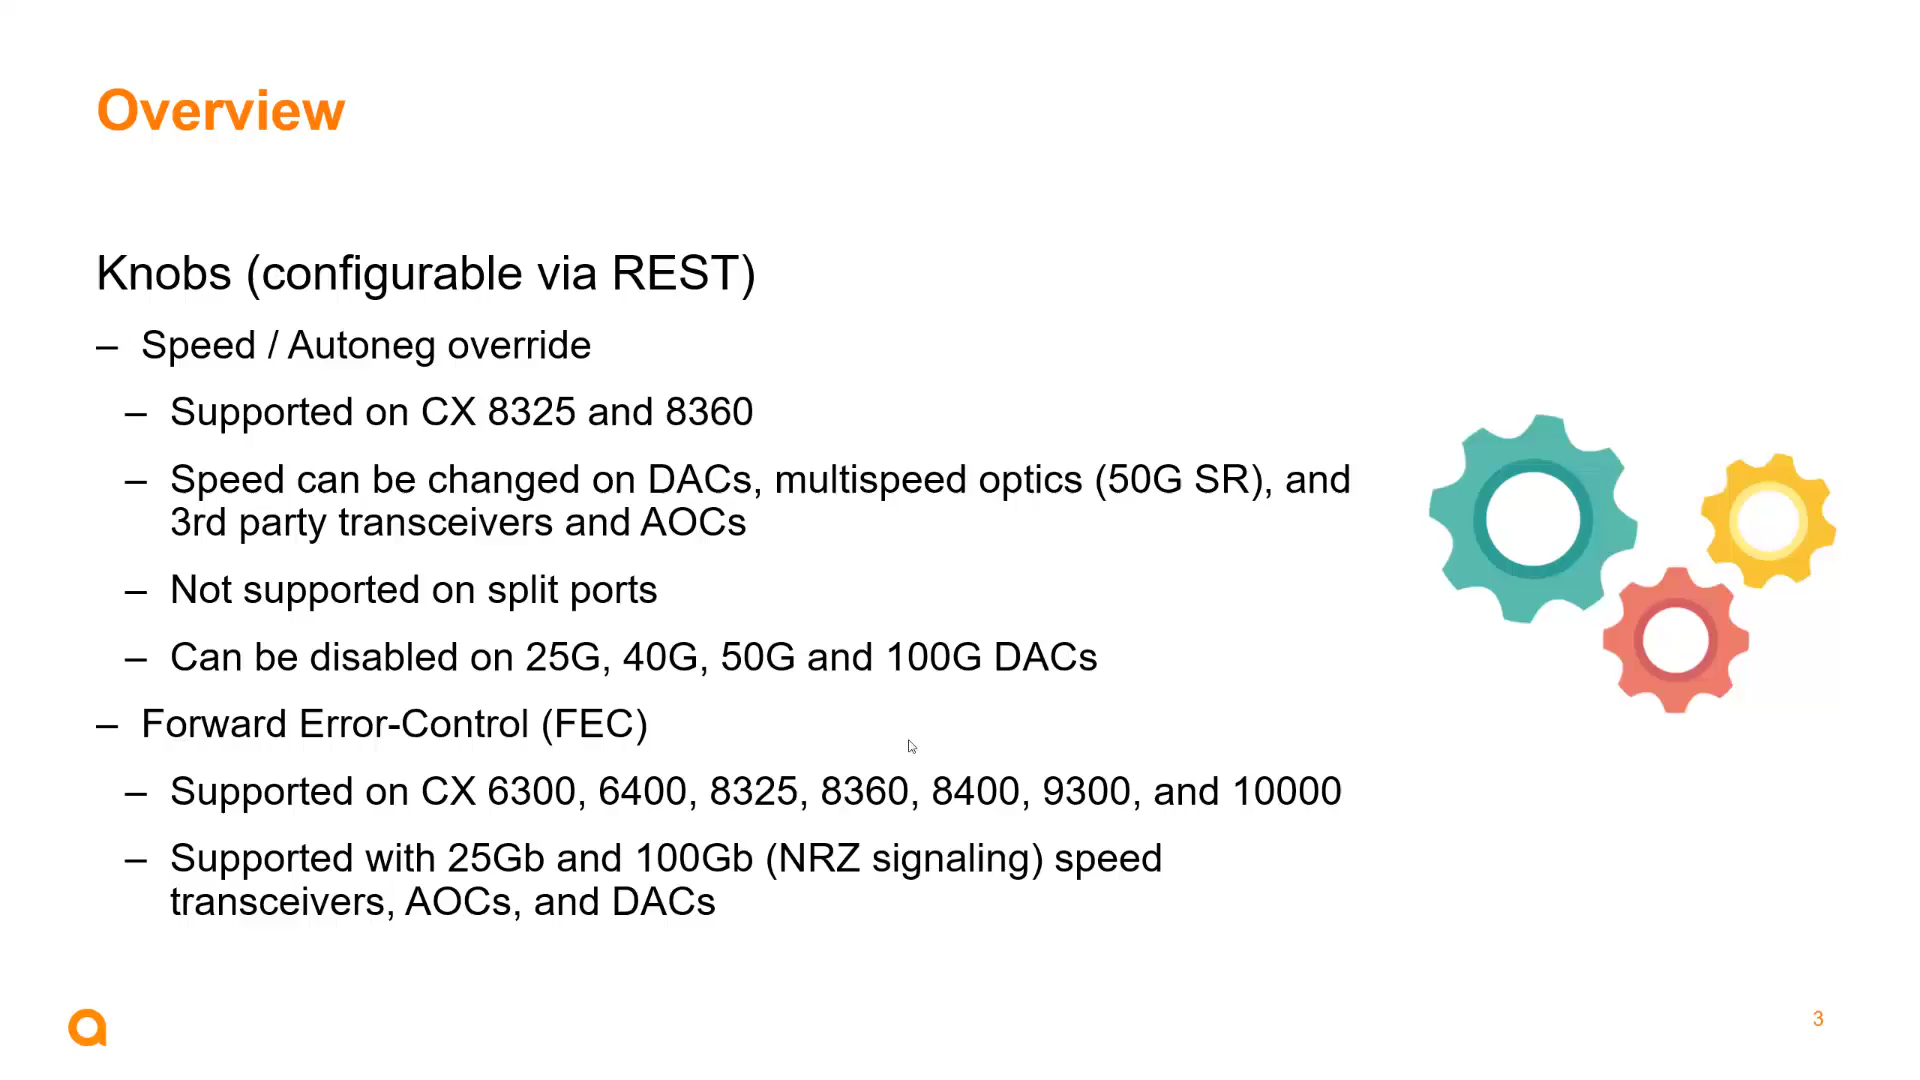 Overview
Knobs (configurable via REST)
– Speed / Autoneg override
– Supported on CX 8325 and 8360
– Speed can be changed on DACs, multispeed optics (50G SR), and
3rd party transceivers and AOCs
– Not supported on split ports
– Can be disabled on 25G, 40G, 50G and 100G DACs
– Forward Error-Control (FEC)
– Supported on CX 6300, 6400, 8325, 8360, 8400, 9300, and 10000
– Supported with 25Gb and 100Gb (NRZ signaling) speed
transceivers, AOCs, and DACs
3